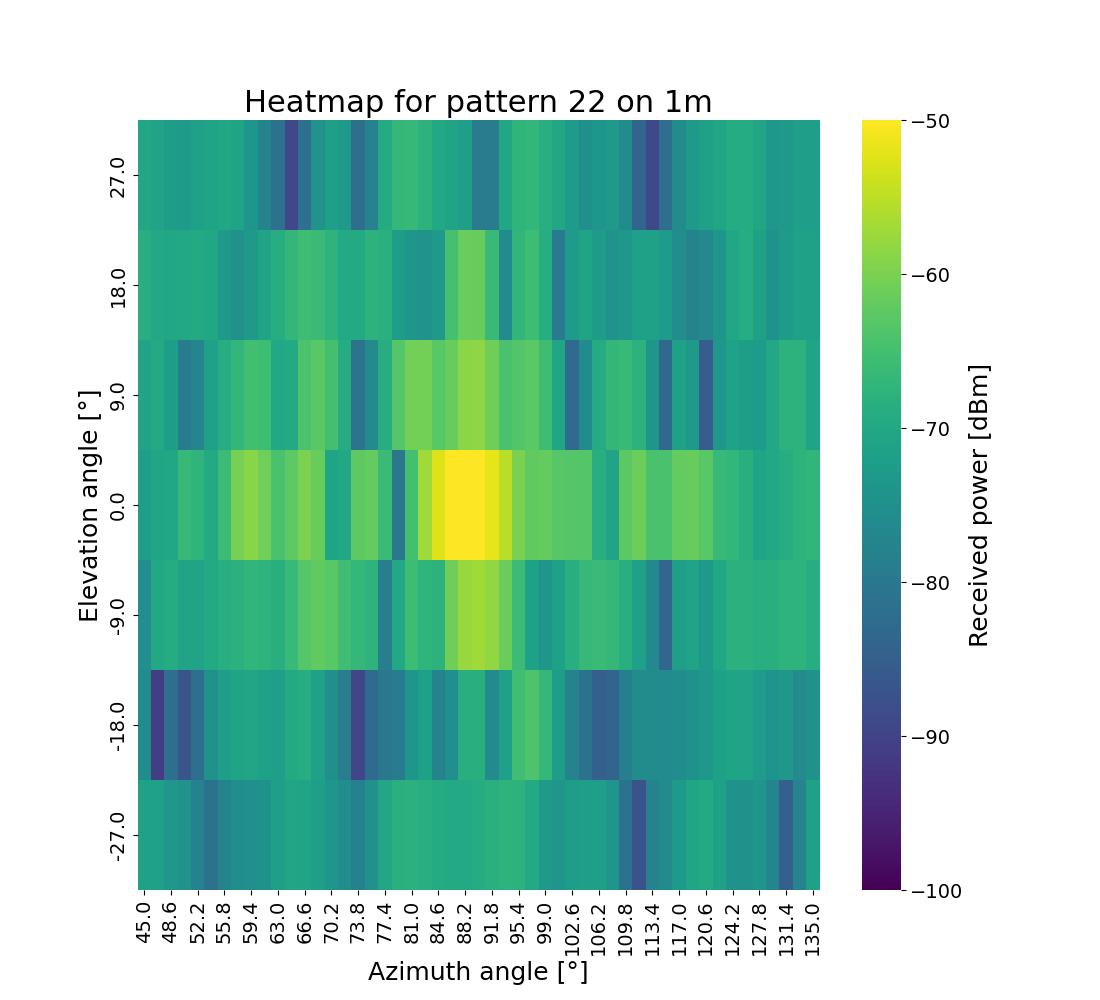 Heatmap for pattern 22 on 1m
Elevation angle [°]
27.0
18.0
9.0
0.0
-9.0
-18.0
-27.0
45.0 48.6 52.2 55.8 59.4 63.0 66.6 70.2 73.8 77.4 81.0 84.6 88.2 91.8 95.4 99.0 102.6 106.2 109.8 113.4 117.0 120.6 124.2 127.8 131.4 135.0
Azimuth angle [°]
−50
−60
−70
−80
−90
−100
Received power [dBm]